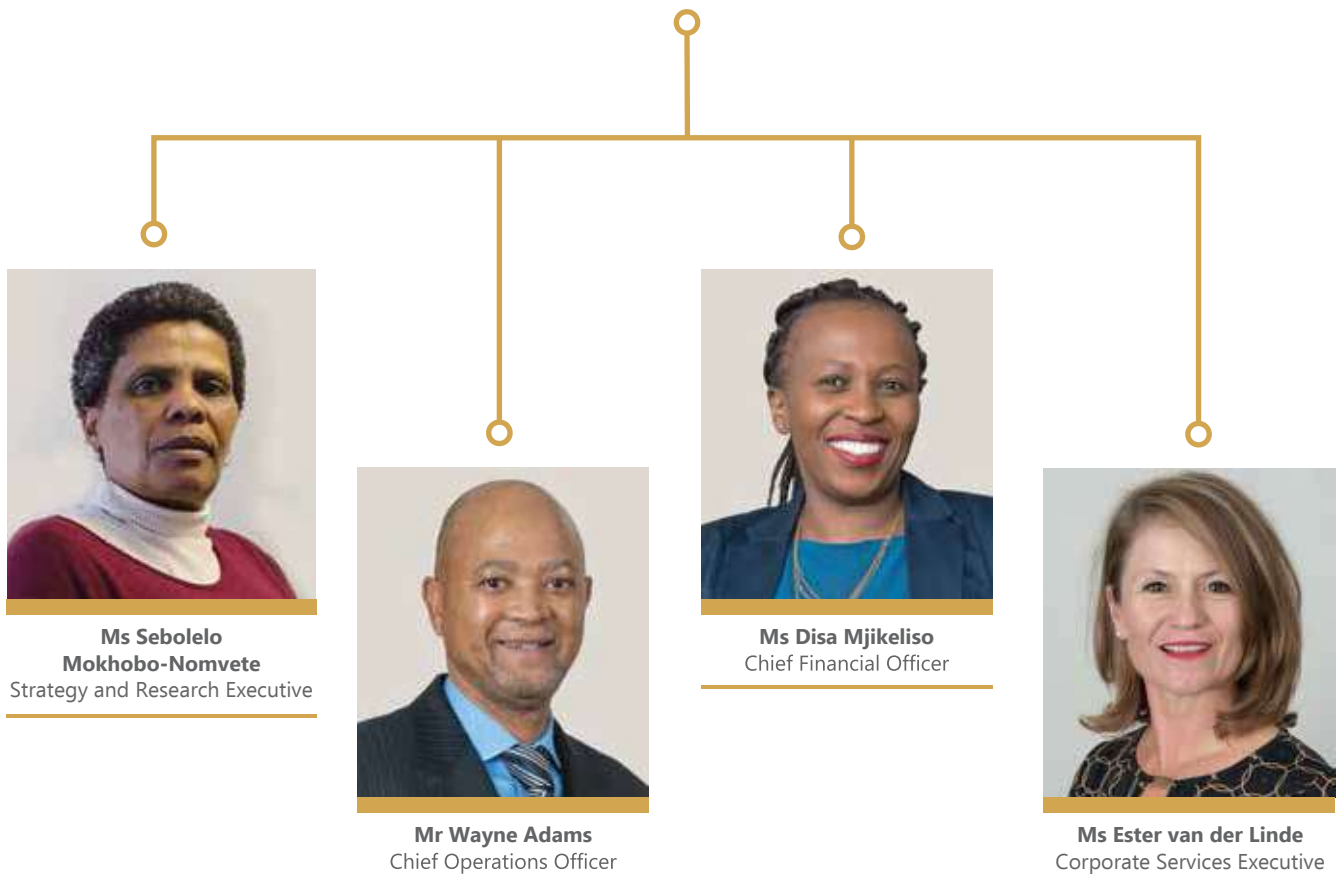 Ms Sebolelo
Mokhobo-Nomvete
Strategy and Research Executive
Mr Wayne Adams
Chief Operations Officer
Ms Disa Mjikeliso
Chief Financial Officer
Ms Ester van der Linde
Corporate Services Executive